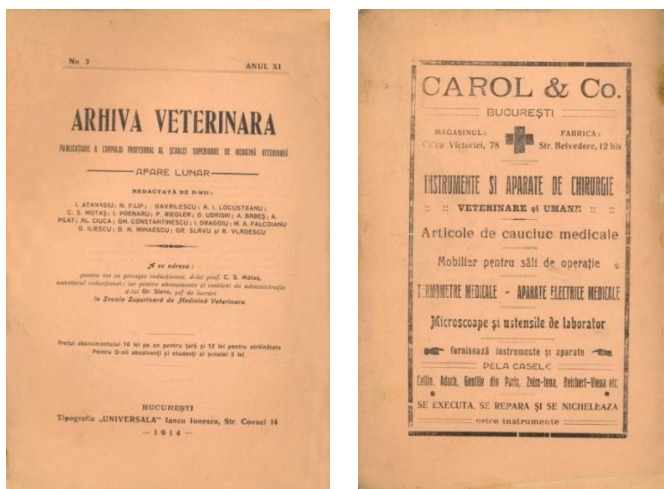 No. 3
ANUL XI
ARHIVA VETERINARA
PUBLICAȚIUNE A CORPULUI PROFESORAL AL ȘCOALEI SUPERIOARE DE MEDICINĂ VETERINARĂ
APARE LUNAR
REDACTATĂ DE D-NII:
I. ATANASIU; N. FILIP; GAVRILESCU; A. I. LOCUSTEANU;
C. S. MOTAȘ; I. POENARU; P. RIEGLER; G. UDRISKI; A. BABEȘ; A.
PILAT; AL. CIUCA; GH. CONSTANTINESCU; I. DRAGOIU; M. A. FALCOIANU
G. ILIESCU; D. N. MIHAESCU; GR. SLAVU și R. VLADESCU
A se adresa:
pentru tot ce privește redacțiunea, d-lui prof. C. S. Motaș,
secretarul redacțiunei; iar pentru abonamente și cestiuni de administrație
d-lui Gr. Slavu, șef de lucrări
la Școala Superioară de Medicină Veterinara.
Prețul abonamentului 10 lei pe an pentru țară și 12 lei pentru străinătate
Pentru D-nii absolvenți și studenți ai școalei 5 lei.
BUCUREȘTI
Tipografia „UNIVERSALA" Iancu Ionescu, Str. Covaci 14
—1914—
CAROL & Co.
BUCUREȘTI
MAGASINUL:
Calea Victoriei, 78
FABRICA:
Str. Belvedere, 12 bis
INSTRUMENTE ȘI APARATE DE CHIRURGIE
:: :: VETERINARE și UMANE :: ::
Articole de cauciuc medicale
Mobilier pentru săli de operație
TERMOMETRE MEDICALE - APARATE ELECTRICE MEDICALE
Microscoape și ustensile de laborator
furnisează instrumente și aparate
DELA CASELE
Collin, Gentille din Paris, Zeiss-Iena, Reichert-Viena etc.
SE EXECUTA, SE REPARA ȘI SE NICHELEAZA
orice instrumente